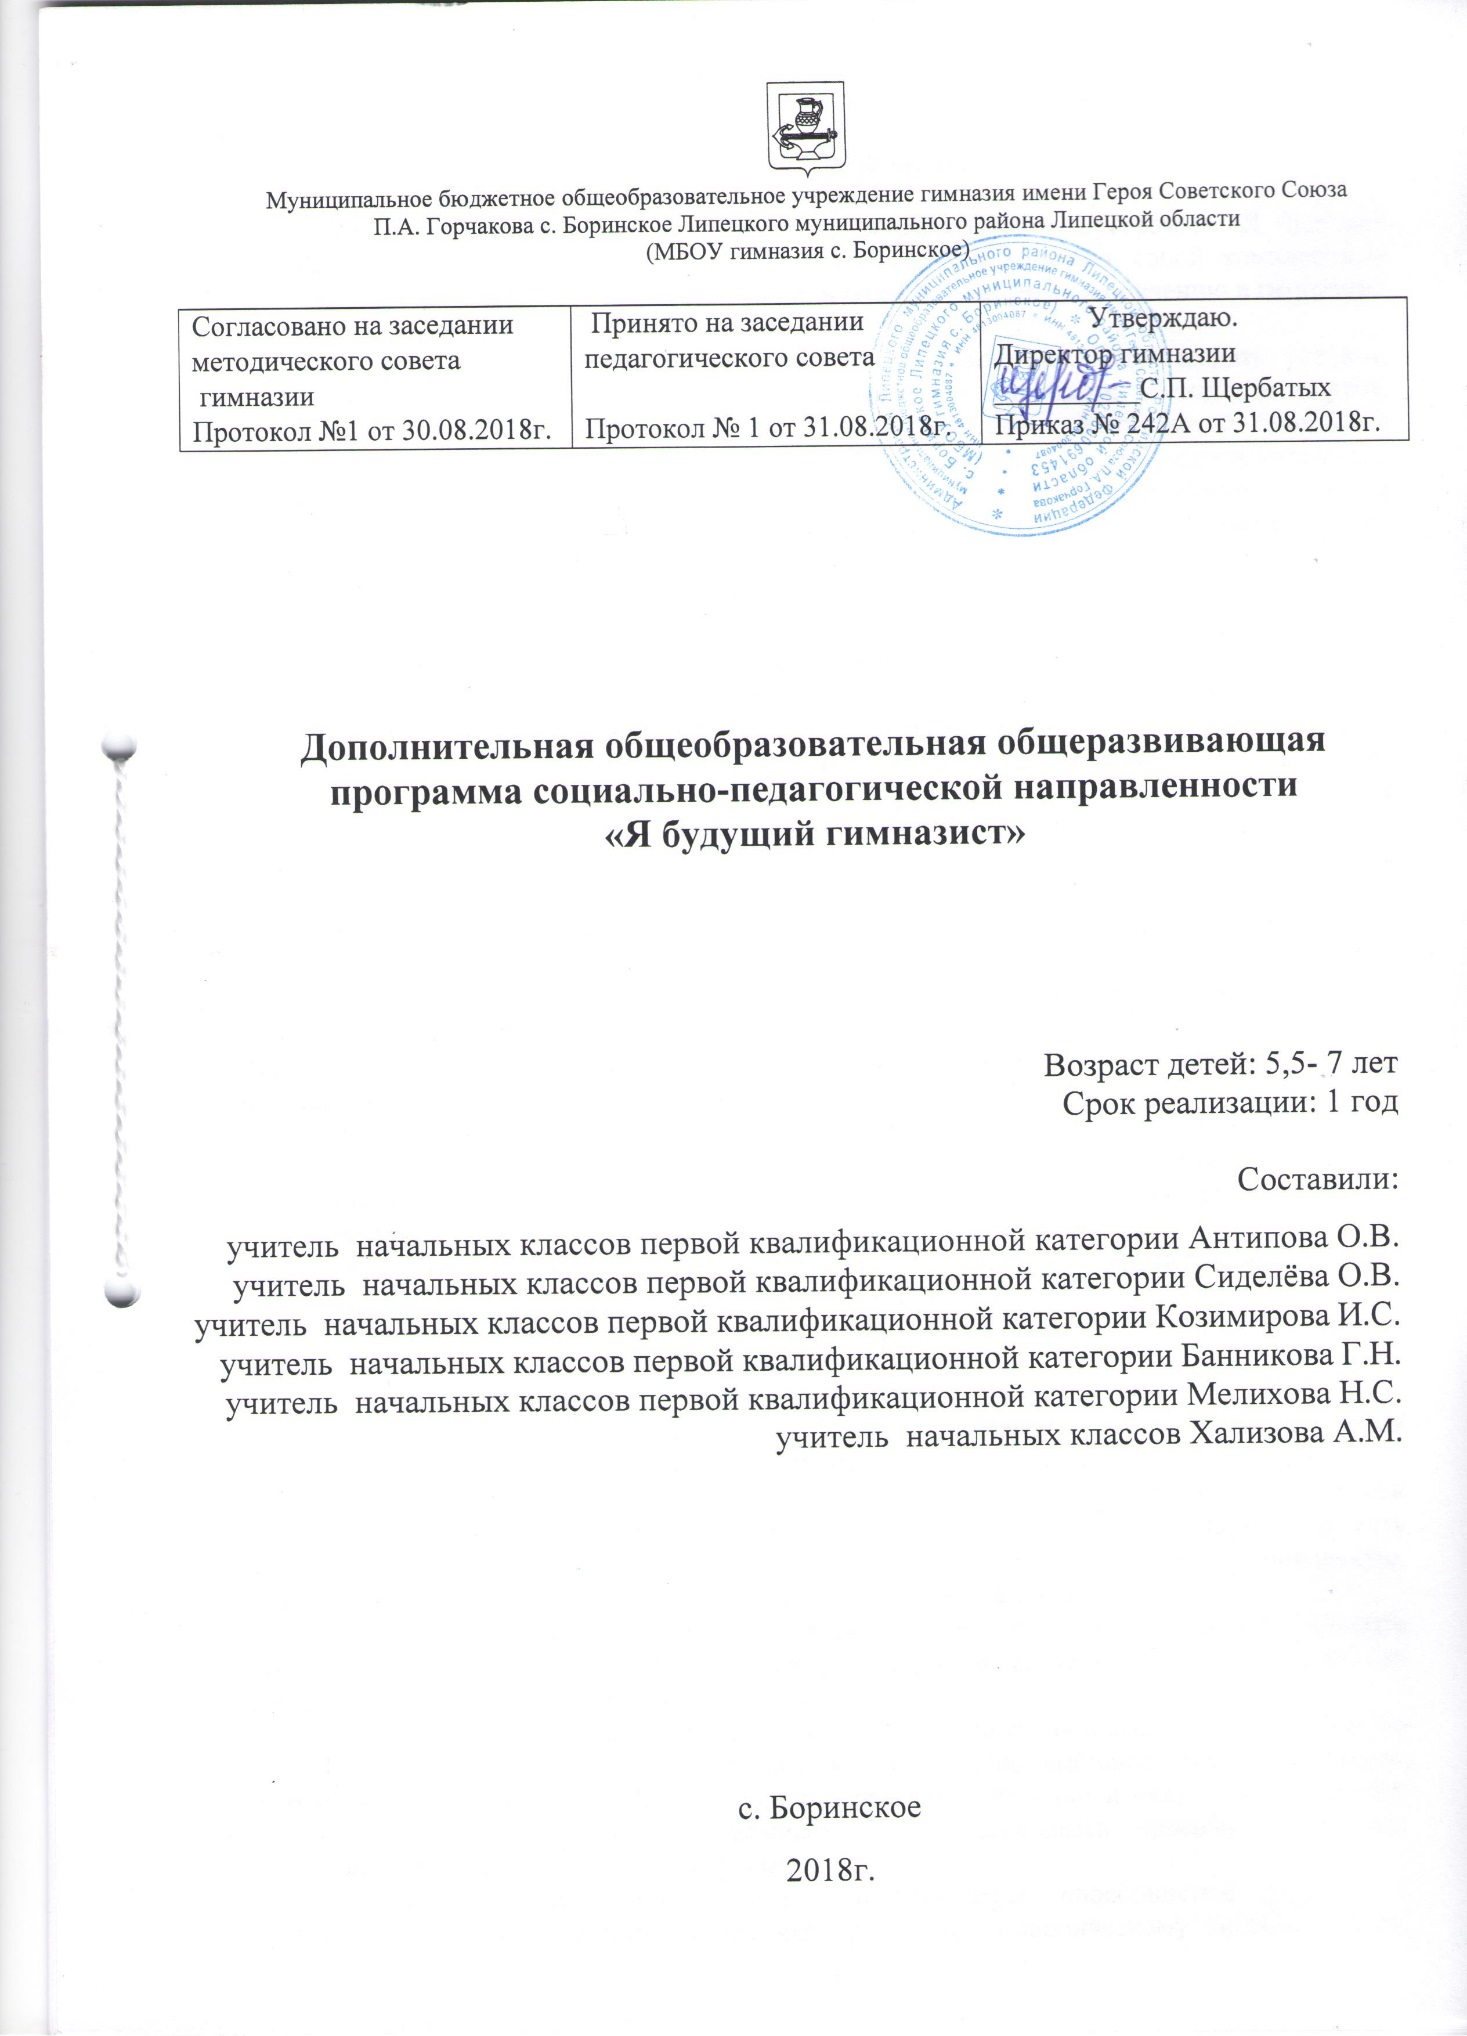 Муниципальное бюджетное общеобразовательное учреждение гимназия имени Героя Советского Союза
П.А. Горчакова с. Боринское Липецкого муниципального района Липецкой области
(МБОУ гимназия с. Боринское)
Согласовано на заседании
методического совета
гимназии
Протокол №1 от 30.08.2018г.
Принято на заседании
педагогического совета
Протокол № 1 от 31.08.2018г.
Утверждаю.
Директор гимназии
___________С.П. Щербатых
Приказ № 242А от 31.08.2018г.
Дополнительная общеобразовательная общеразвивающая
программа социально-педагогической направленности
«Я будущий гимназист»
Возраст детей: 5,5- 7 лет
Срок реализации: 1 год
Составили:
учитель  начальных классов первой квалификационной категории Антипова О.В.
учитель  начальных классов первой квалификационной категории Сиделёва О.В.
учитель  начальных классов первой квалификационной категории Козимирова И.С.
учитель  начальных классов первой квалификационной категории Банникова Г.Н.
учитель  начальных классов первой квалификационной категории Мелихова Н.С.
учитель  начальных классов Хализова А.М.
с. Боринское
2018г.